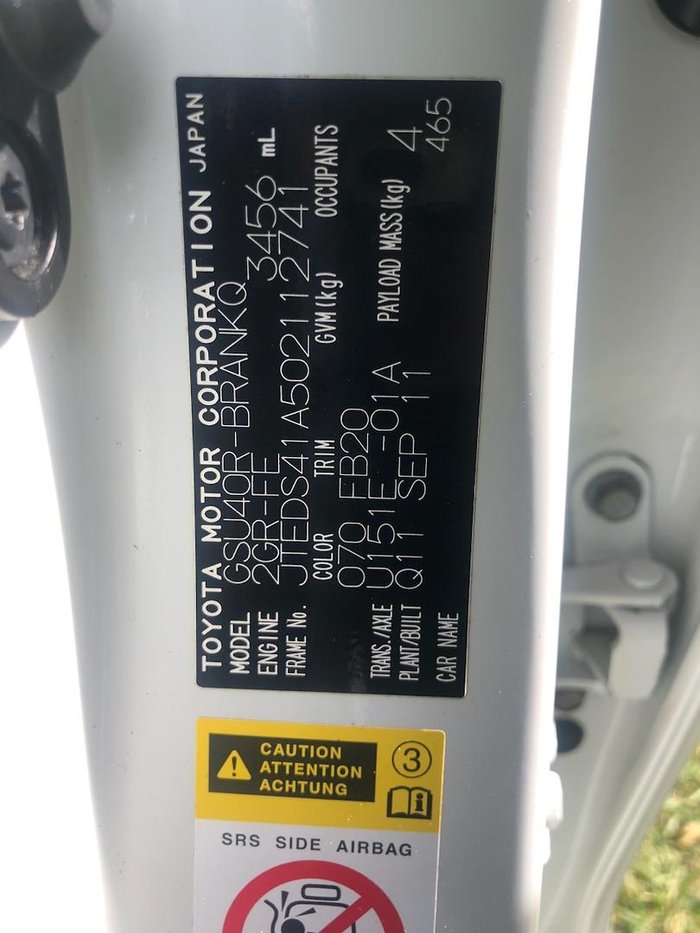 TOYOTA MOTOR CORPORATION JAPAN
MODEL GSU40R-BRANKQ
ENGINE 2GR-FE 3456 mL
FRAME No. JTEDS41A502112741
COLOR TRIM GVM(kg) OCCUPANTS
070 FB20 4
TRANS./AXLE U151E -01A PAYLOAD MASS(kg) 465
PLANT/BUILT Q11 SEP 11
CAR NAME
CAUTION
ATTENTION
ACHTUNG
3
SRS SIDE AIRBAG